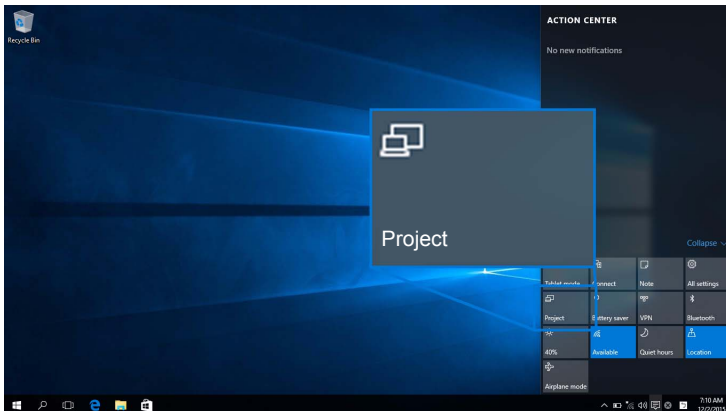 Recycle Bin
ACTION CENTER
No new notifications
Project
Collapse
Tablet mode
Connect
Note
All settings
Project
Battery saver
VPN
Bluetooth
40%
Available
Quiet hours
Location
Airplane mode
7:10 AM